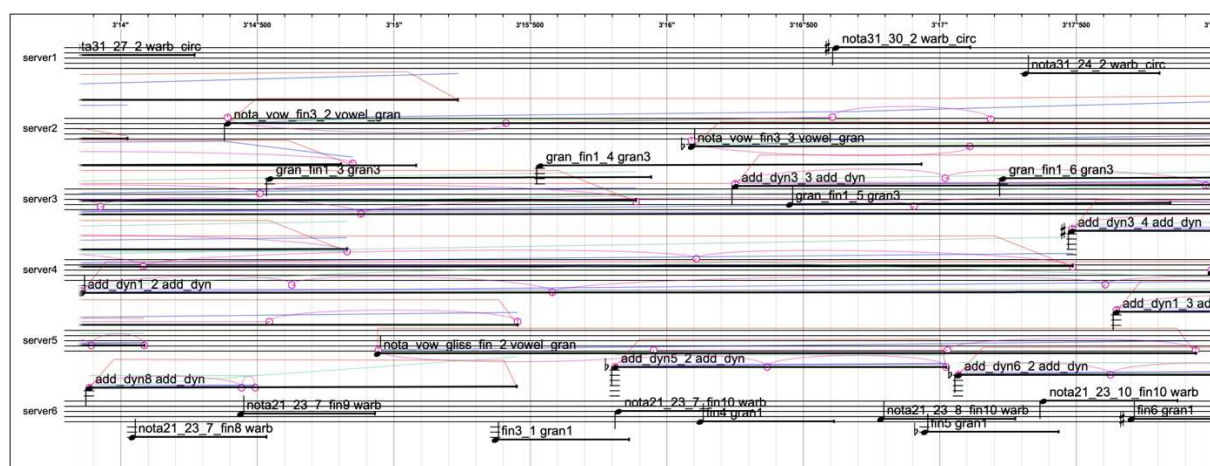 3'14" 3'14"500 3'15" 3'15"500 3'16" 3'16"500 3'17" 3'17"500
ta31_27_2 warb_circ
nota31_30_2 warb_circ
server1
nota31_24_2 warb_circ
nota_vow_fin3_2 vowel_gran
server2
nota_vow_fin3_3 vowel_gran
gran_fin1_4 gran3
gran_fin1_3 gran3
add_dyn3_3 add_dyn
gran_fin1_6 gran3
server3
gran_fin1_5 gran3
add_dyn3_4 add_dyn
server4
add_dyn1_2 add_dyn
add_dyn1_3 ad
server5
nota_vow_gliss_fin_2 vowel_gran
add_dyn5_2 add_dyn
add_dyn6_2 add_dyn
add_dyn8 add_dyn
nota21_23_10_fin10 warb
nota21_23_7_fin9 warb
nota21_23_7_fin10 warb
server6
fin4 gran1
nota21_23_8_fin10 warb
fin6 gran1
nota21_23_7_fin8 warb
fin3_1 gran1
fin5 gran1